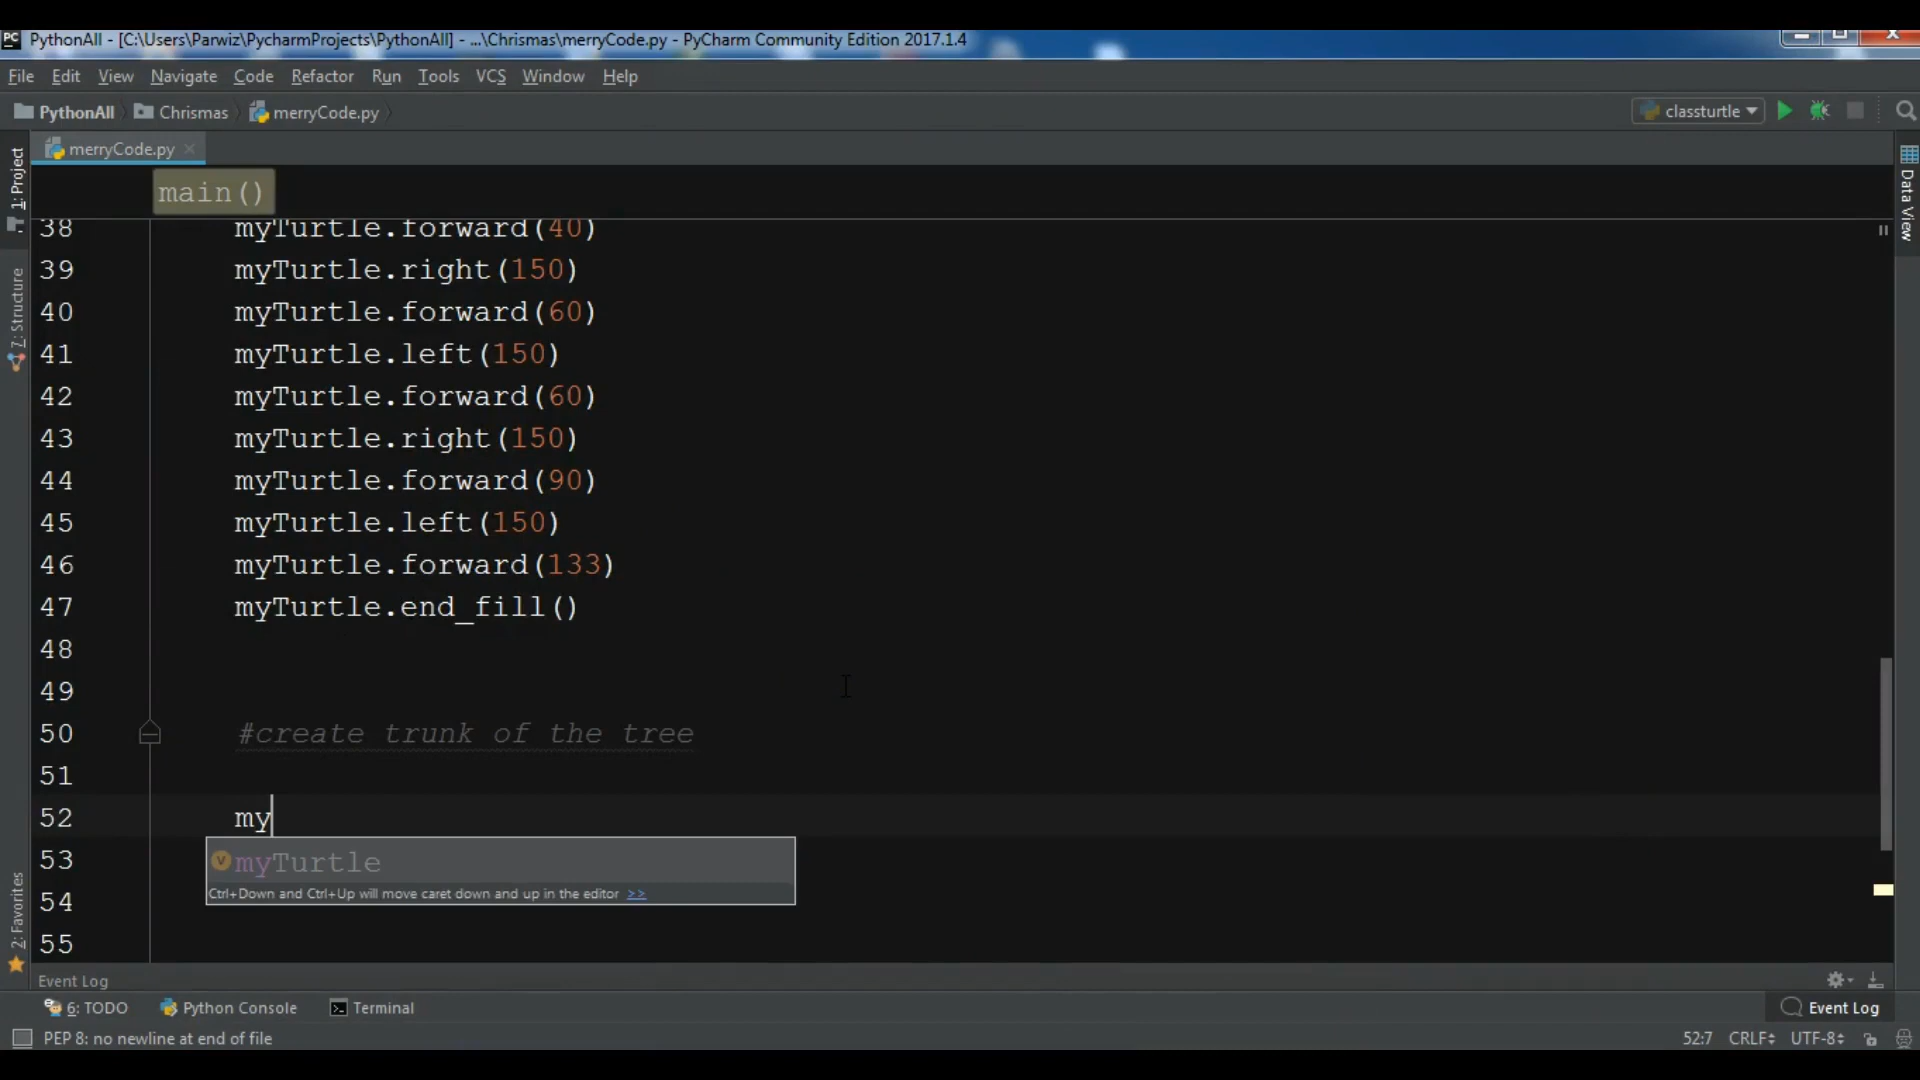 PC PythonAll - [C:\Users\Parwiz\PycharmProjects\PythonAll] - ...\Chrismas\merryCode.py - PyCharm Community Edition 2017.1.4
File Edit View Navigate Code Refactor Run Tools VCS Window Help
PythonAll Chrismas merryCode.py classturtle
merryCode.py
1: Project
7: Structure
2: Favorites
Data View
main()
38 myTurtle.forward(40)
39 myTurtle.right(150)
40 myTurtle.forward(60)
41 myTurtle.left(150)
42 myTurtle.forward(60)
43 myTurtle.right(150)
44 myTurtle.forward(90)
45 myTurtle.left(150)
46 myTurtle.forward(133)
47 myTurtle.end_fill()
48
49
50 #create trunk of the tree
51
52 my
53 v myTurtle
Ctrl+Down and Ctrl+Up will move caret down and up in the editor >>
54
55
Event Log
6: TODO Python Console Terminal Event Log
PEP 8: no newline at end of file 52:7 CRLF UTF-8